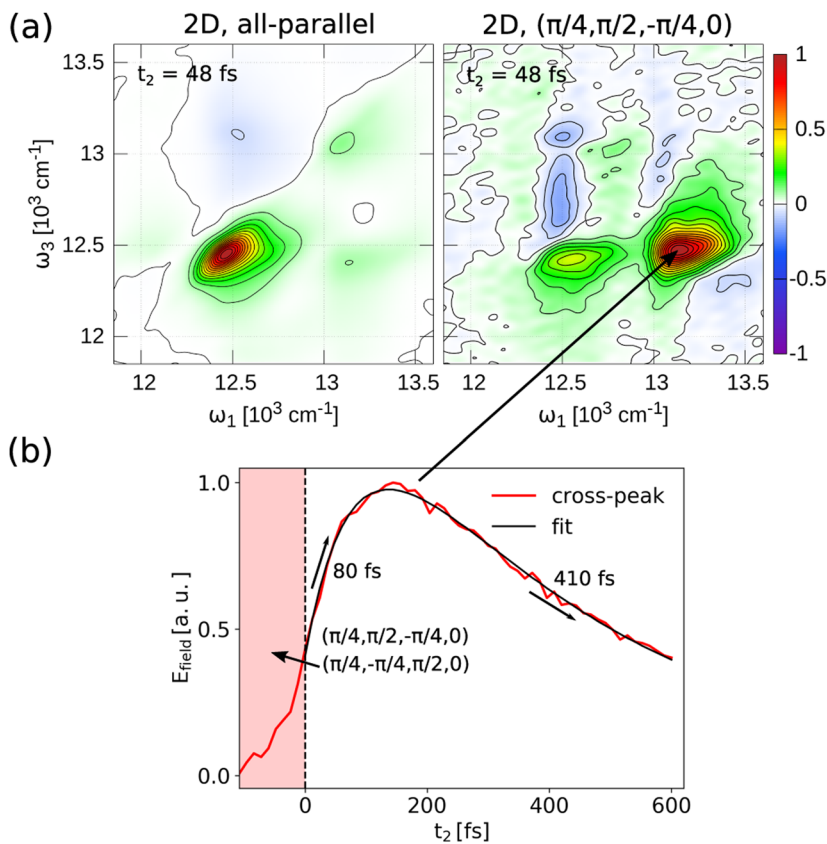 (a)
2D, all-parallel
2D, (π/4,π/2,-π/4,0)
t₂ = 48 fs
t₂ = 48 fs
13.5
13
12.5
12
ω₃ [10³ cm⁻¹]
12
12.5
13
13.5
ω₁ [10³ cm⁻¹]
12
12.5
13
13.5
ω₁ [10³ cm⁻¹]
1
0.5
0
-0.5
-1
(b)
1.0
0.5
0.0
E_field [a. u. ]
cross-peak
fit
80 fs
410 fs
(π/4,π/2,-π/4,0)
(π/4,-π/4,π/2,0)
0
200
400
600
t₂ [fs]